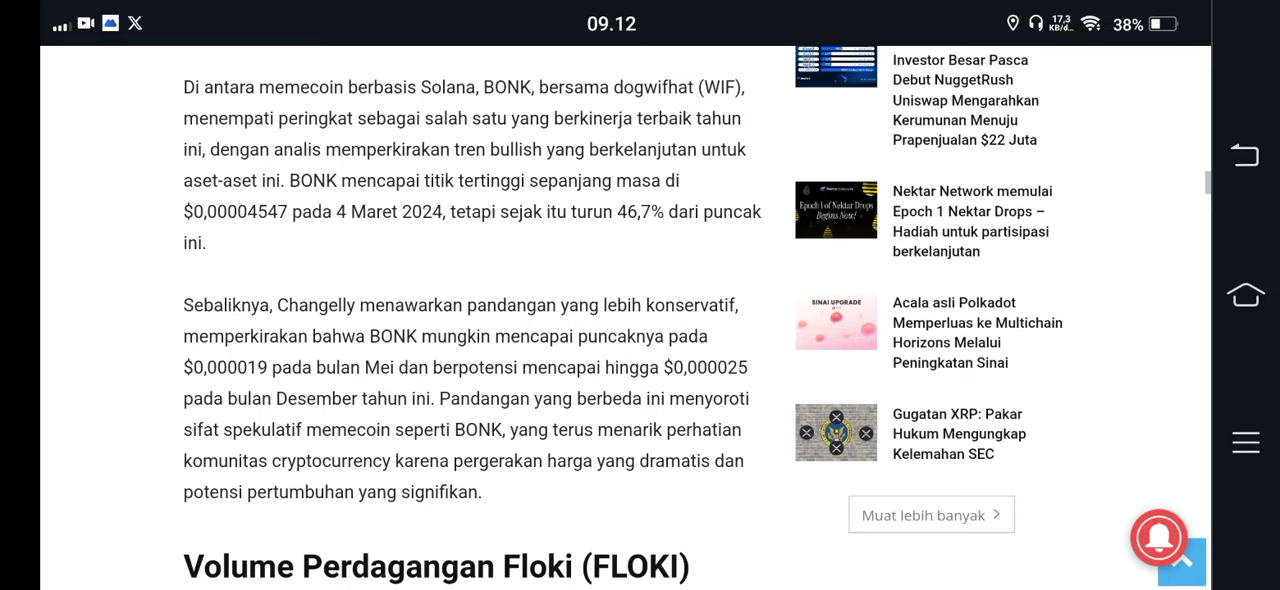 09.12
17,3
KB/d...
38%
Di antara memecoin berbasis Solana, BONK, bersama dogwifhat (WIF),
menempati peringkat sebagai salah satu yang berkinerja terbaik tahun
ini, dengan analis memperkirakan tren bullish yang berkelanjutan untuk
aset-aset ini. BONK mencapai titik tertinggi sepanjang masa di
$0,00004547 pada 4 Maret 2024, tetapi sejak itu turun 46,7% dari puncak
ini.
Sebaliknya, Changelly menawarkan pandangan yang lebih konservatif,
memperkirakan bahwa BONK mungkin mencapai puncaknya pada
$0,000019 pada bulan Mei dan berpotensi mencapai hingga $0,000025
pada bulan Desember tahun ini. Pandangan yang berbeda ini menyoroti
sifat spekulatif memecoin seperti BONK, yang terus menarik perhatian
komunitas cryptocurrency karena pergerakan harga yang dramatis dan
potensi pertumbuhan yang signifikan.
Volume Perdagangan Floki (FLOKI)
Investor Besar Pasca
Debut NuggetRush
Uniswap Mengarahkan
Kerumunan Menuju
Prapenjualan $22 Juta
Epoch 1 of Nektar Drops
Begins Now!
Nektar Network memulai
Epoch 1 Nektar Drops –
Hadiah untuk partisipasi
berkelanjutan
SINAI UPGRADE
Acala asli Polkadot
Memperluas ke Multichain
Horizons Melalui
Peningkatan Sinai
Gugatan XRP: Pakar
Hukum Mengungkap
Kelemahan SEC
Muat lebih banyak